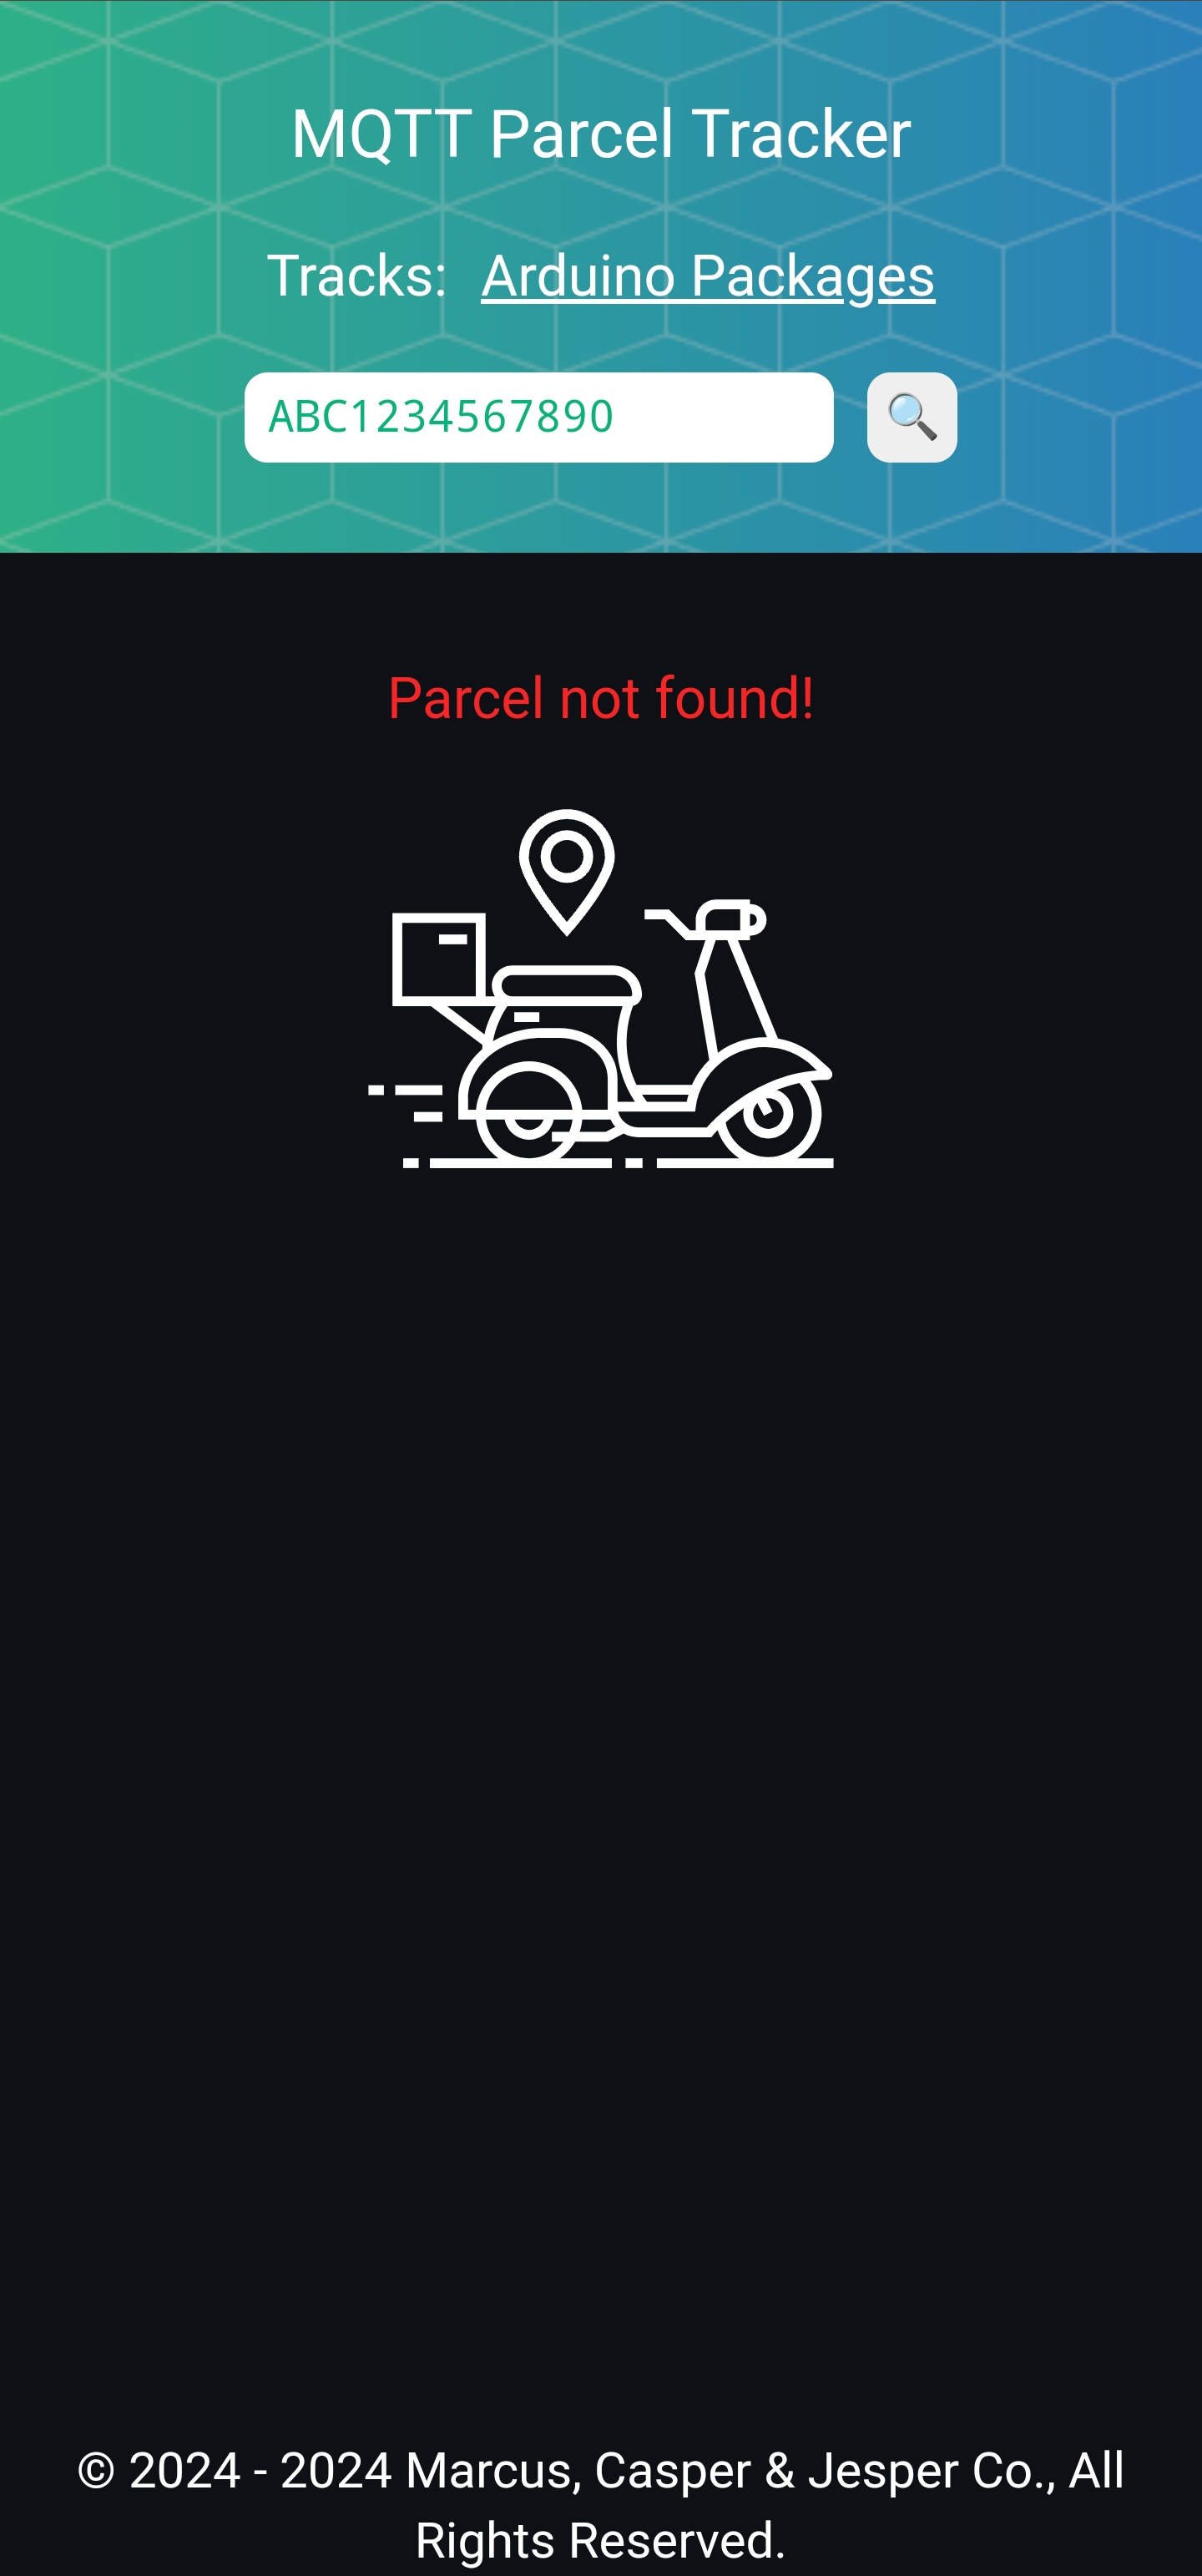 MQTT Parcel Tracker
Tracks: Arduino Packages
ABC1234567890
Parcel not found!
© 2024 - 2024 Marcus, Casper & Jesper Co., All
Rights Reserved.